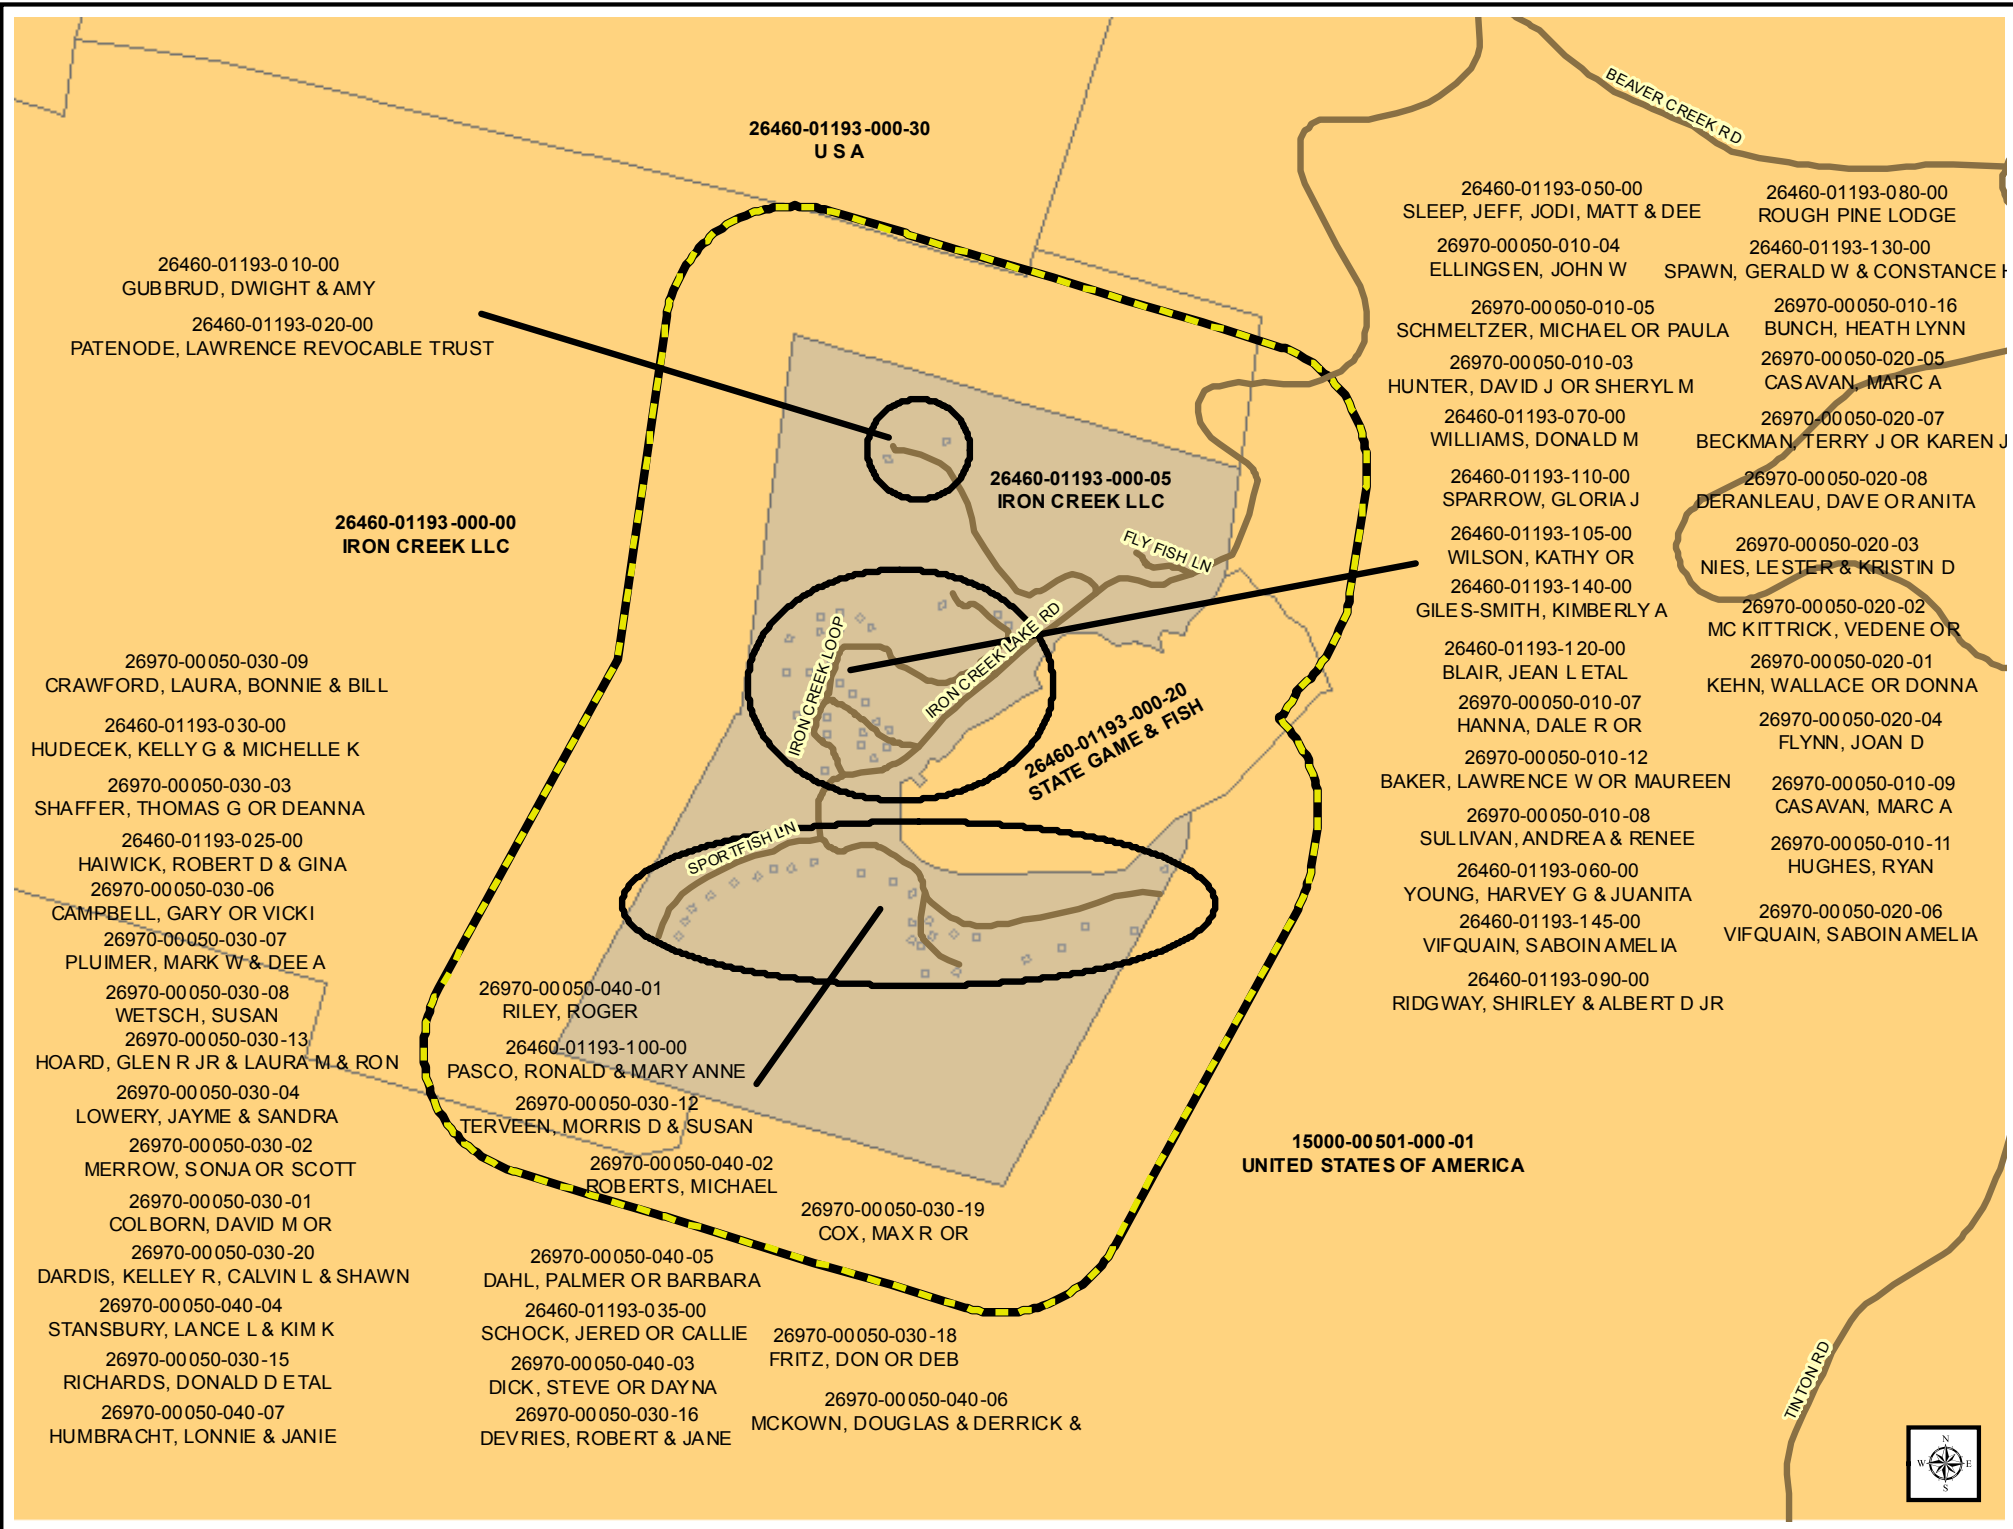 BEAVER CREEK RD
26460-01193-000-30
U S A
26460-01193-010-00
GUBBRUD, DWIGHT & AMY
26460-01193-020-00
PATENODE, LAWRENCE REVOCABLE TRUST
26460-01193-000-05
IRON CREEK LLC
26460-01193-000-00
IRON CREEK LLC
FLY FISH LN
IRON CREEK LOOP
IRON CREEK LAKE RD
26460-01193-000-20
STATE GAME & FISH
SPORTFISH LN
26970-00050-030-09
CRAWFORD, LAURA, BONNIE & BILL
26460-01193-030-00
HUDECEK, KELLY G & MICHELLE K
26970-00050-030-03
SHAFFER, THOMAS G OR DEANNA
26460-01193-025-00
HAIWICK, ROBERT D & GINA
26970-00050-030-06
CAMPBELL, GARY OR VICKI
26970-00050-030-07
PLUIMER, MARK W & DEE A
26970-00050-030-08
WETSCH, SUSAN
26970-00050-030-13
HOARD, GLEN R JR & LAURA M & RON
26970-00050-030-04
LOWERY, JAYME & SANDRA
26970-00050-030-02
MERROW, SONJA OR SCOTT
26970-00050-030-01
COLBORN, DAVID M OR
26970-00050-030-20
DARDIS, KELLEY R, CALVIN L & SHAWN
26970-00050-040-04
STANSBURY, LANCE L & KIM K
26970-00050-030-15
RICHARDS, DONALD D ETAL
26970-00050-040-07
HUMBRACHT, LONNIE & JANIE
26970-00050-040-01
RILEY, ROGER
26460-01193-100-00
PASCO, RONALD & MARY ANNE
26970-00050-030-12
TERVEEN, MORRIS D & SUSAN
26970-00050-040-02
ROBERTS, MICHAEL
26970-00050-030-19
COX, MAX R OR
26970-00050-040-05
DAHL, PALMER OR BARBARA
26460-01193-035-00
SCHOCK, JERED OR CALLIE
26970-00050-040-03
DICK, STEVE OR DAYNA
26970-00050-030-16
DEVRIES, ROBERT & JANE
26970-00050-030-18
FRITZ, DON OR DEB
26970-00050-040-06
MCKOWN, DOUGLAS & DERRICK &
26460-01193-050-00
SLEEP, JEFF, JODI, MATT & DEE
26970-00050-010-04
ELLINGSEN, JOHN W
26970-00050-010-05
SCHMELTZER, MICHAEL OR PAULA
26970-00050-010-03
HUNTER, DAVID J OR SHERYL M
26460-01193-070-00
WILLIAMS, DONALD M
26460-01193-110-00
SPARROW, GLORIA J
26460-01193-105-00
WILSON, KATHY OR
26460-01193-140-00
GILES-SMITH, KIMBERLY A
26460-01193-120-00
BLAIR, JEAN L ETAL
26970-00050-010-07
HANNA, DALE R OR
26970-00050-010-12
BAKER, LAWRENCE W OR MAUREEN
26970-00050-010-08
SULLIVAN, ANDREA & RENEE
26460-01193-060-00
YOUNG, HARVEY G & JUANITA
26460-01193-145-00
VIFQUAIN, SABOIN AMELIA
26460-01193-090-00
RIDGWAY, SHIRLEY & ALBERT D JR
26460-01193-080-00
ROUGH PINE LODGE
26460-01193-130-00
SPAWN, GERALD W & CONSTANCE H
26970-00050-010-16
BUNCH, HEATH LYNN
26970-00050-020-05
CASAVAN, MARC A
26970-00050-020-07
BECKMAN, TERRY J OR KAREN J
26970-00050-020-08
DERANLEAU, DAVE OR ANITA
26970-00050-020-03
NIES, LESTER & KRISTIN D
26970-00050-020-02
MC KITTRICK, VEDENE OR
26970-00050-020-01
KEHN, WALLACE OR DONNA
26970-00050-020-04
FLYNN, JOAN D
26970-00050-010-09
CASAVAN, MARC A
26970-00050-010-11
HUGHES, RYAN
26970-00050-020-06
VIFQUAIN, SABOIN AMELIA
15000-00501-000-01
UNITED STATES OF AMERICA
TINTON RD
N
W E
S